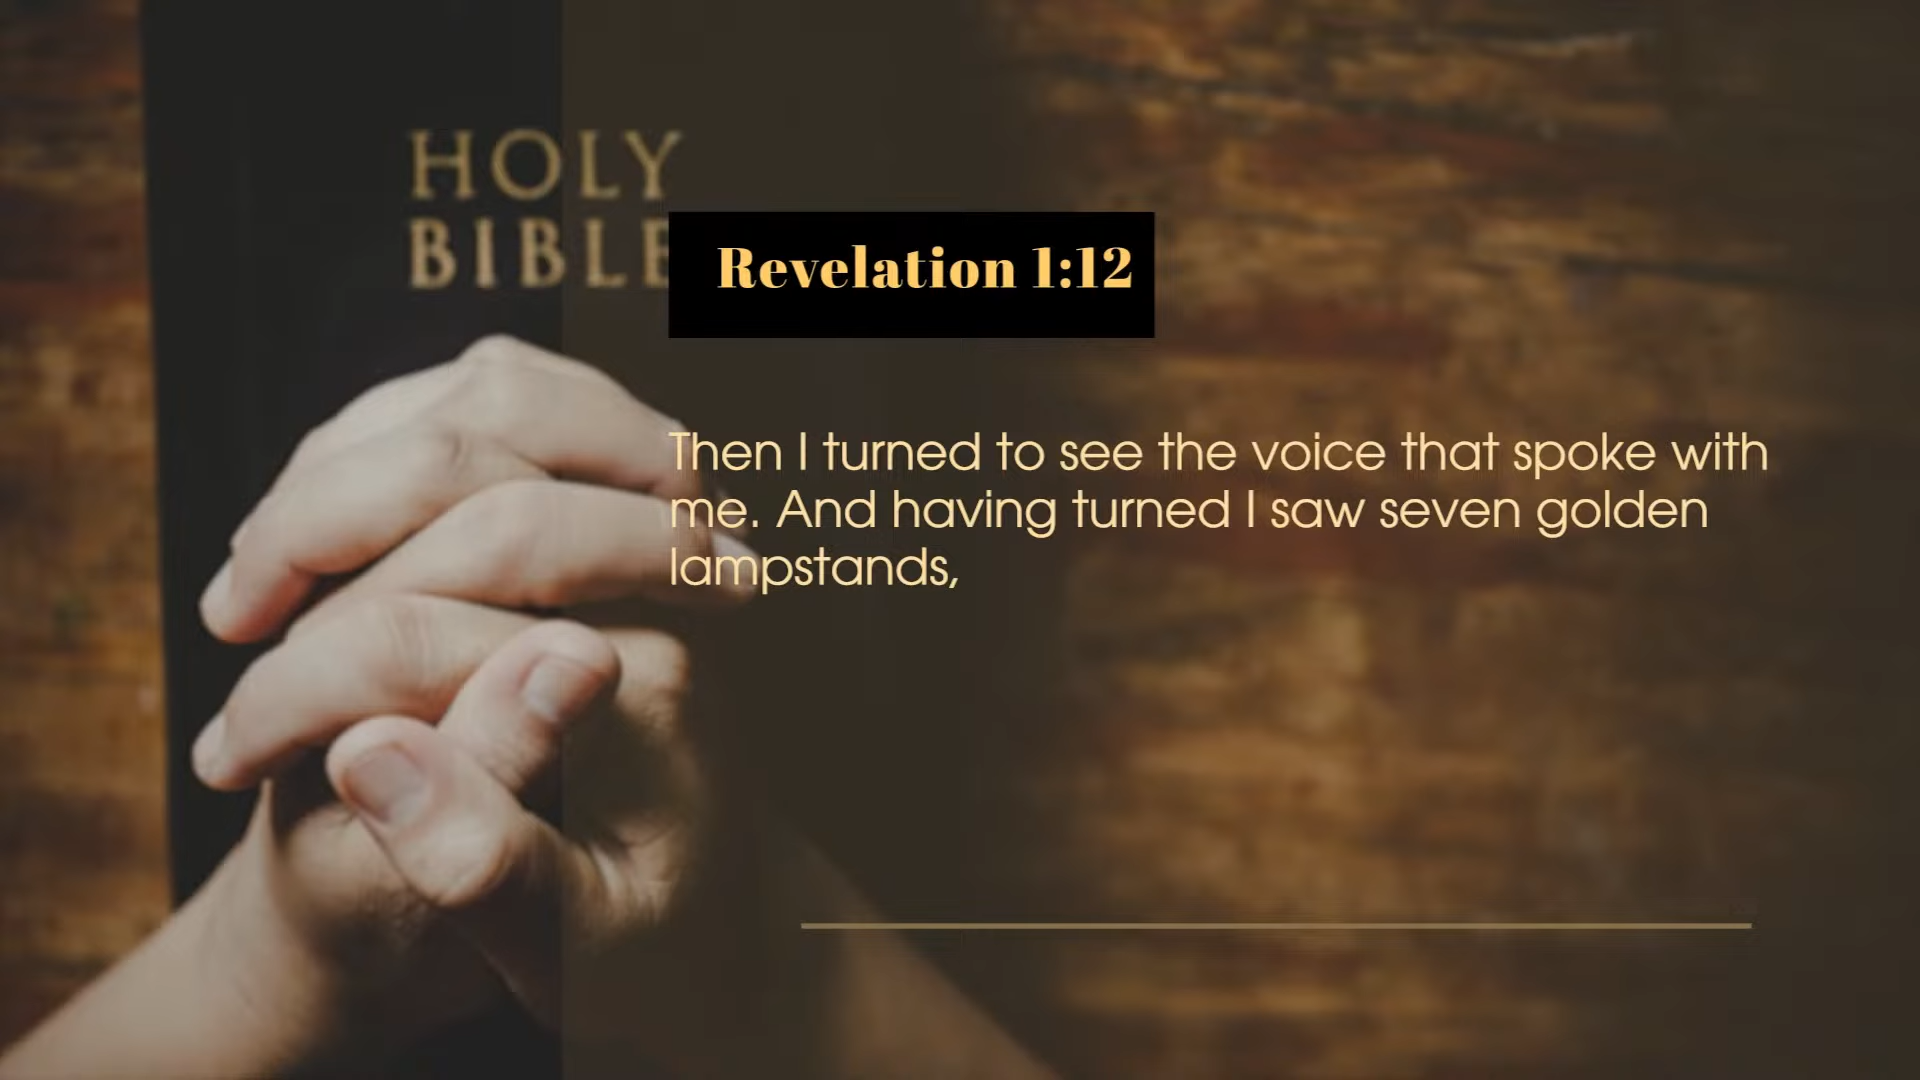 HOLY
BIBLE
Revelation 1:12
Then I turned to see the voice that spoke with
me. And having turned I saw seven golden
lampstands,